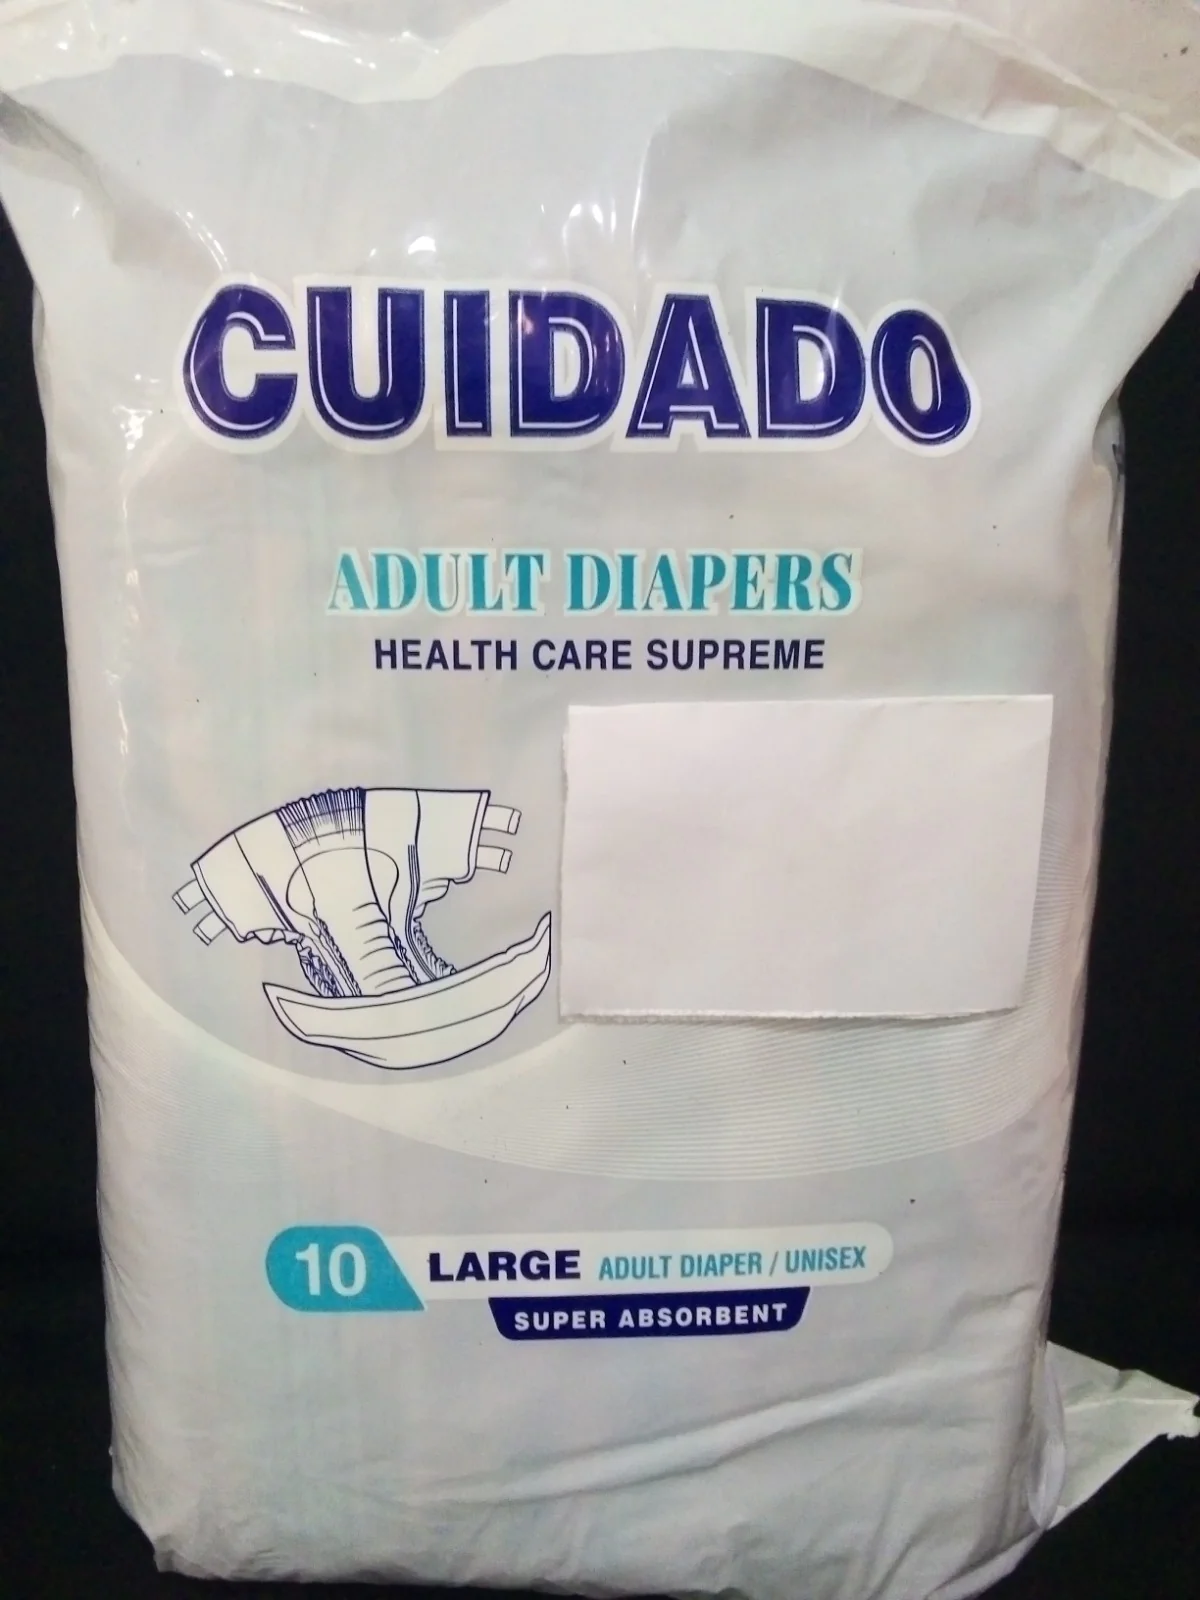 CUIDADO
ADULT DIAPERS
HEALTH CARE SUPREME
10 LARGE ADULT DIAPER / UNISEX
SUPER ABSORBENT